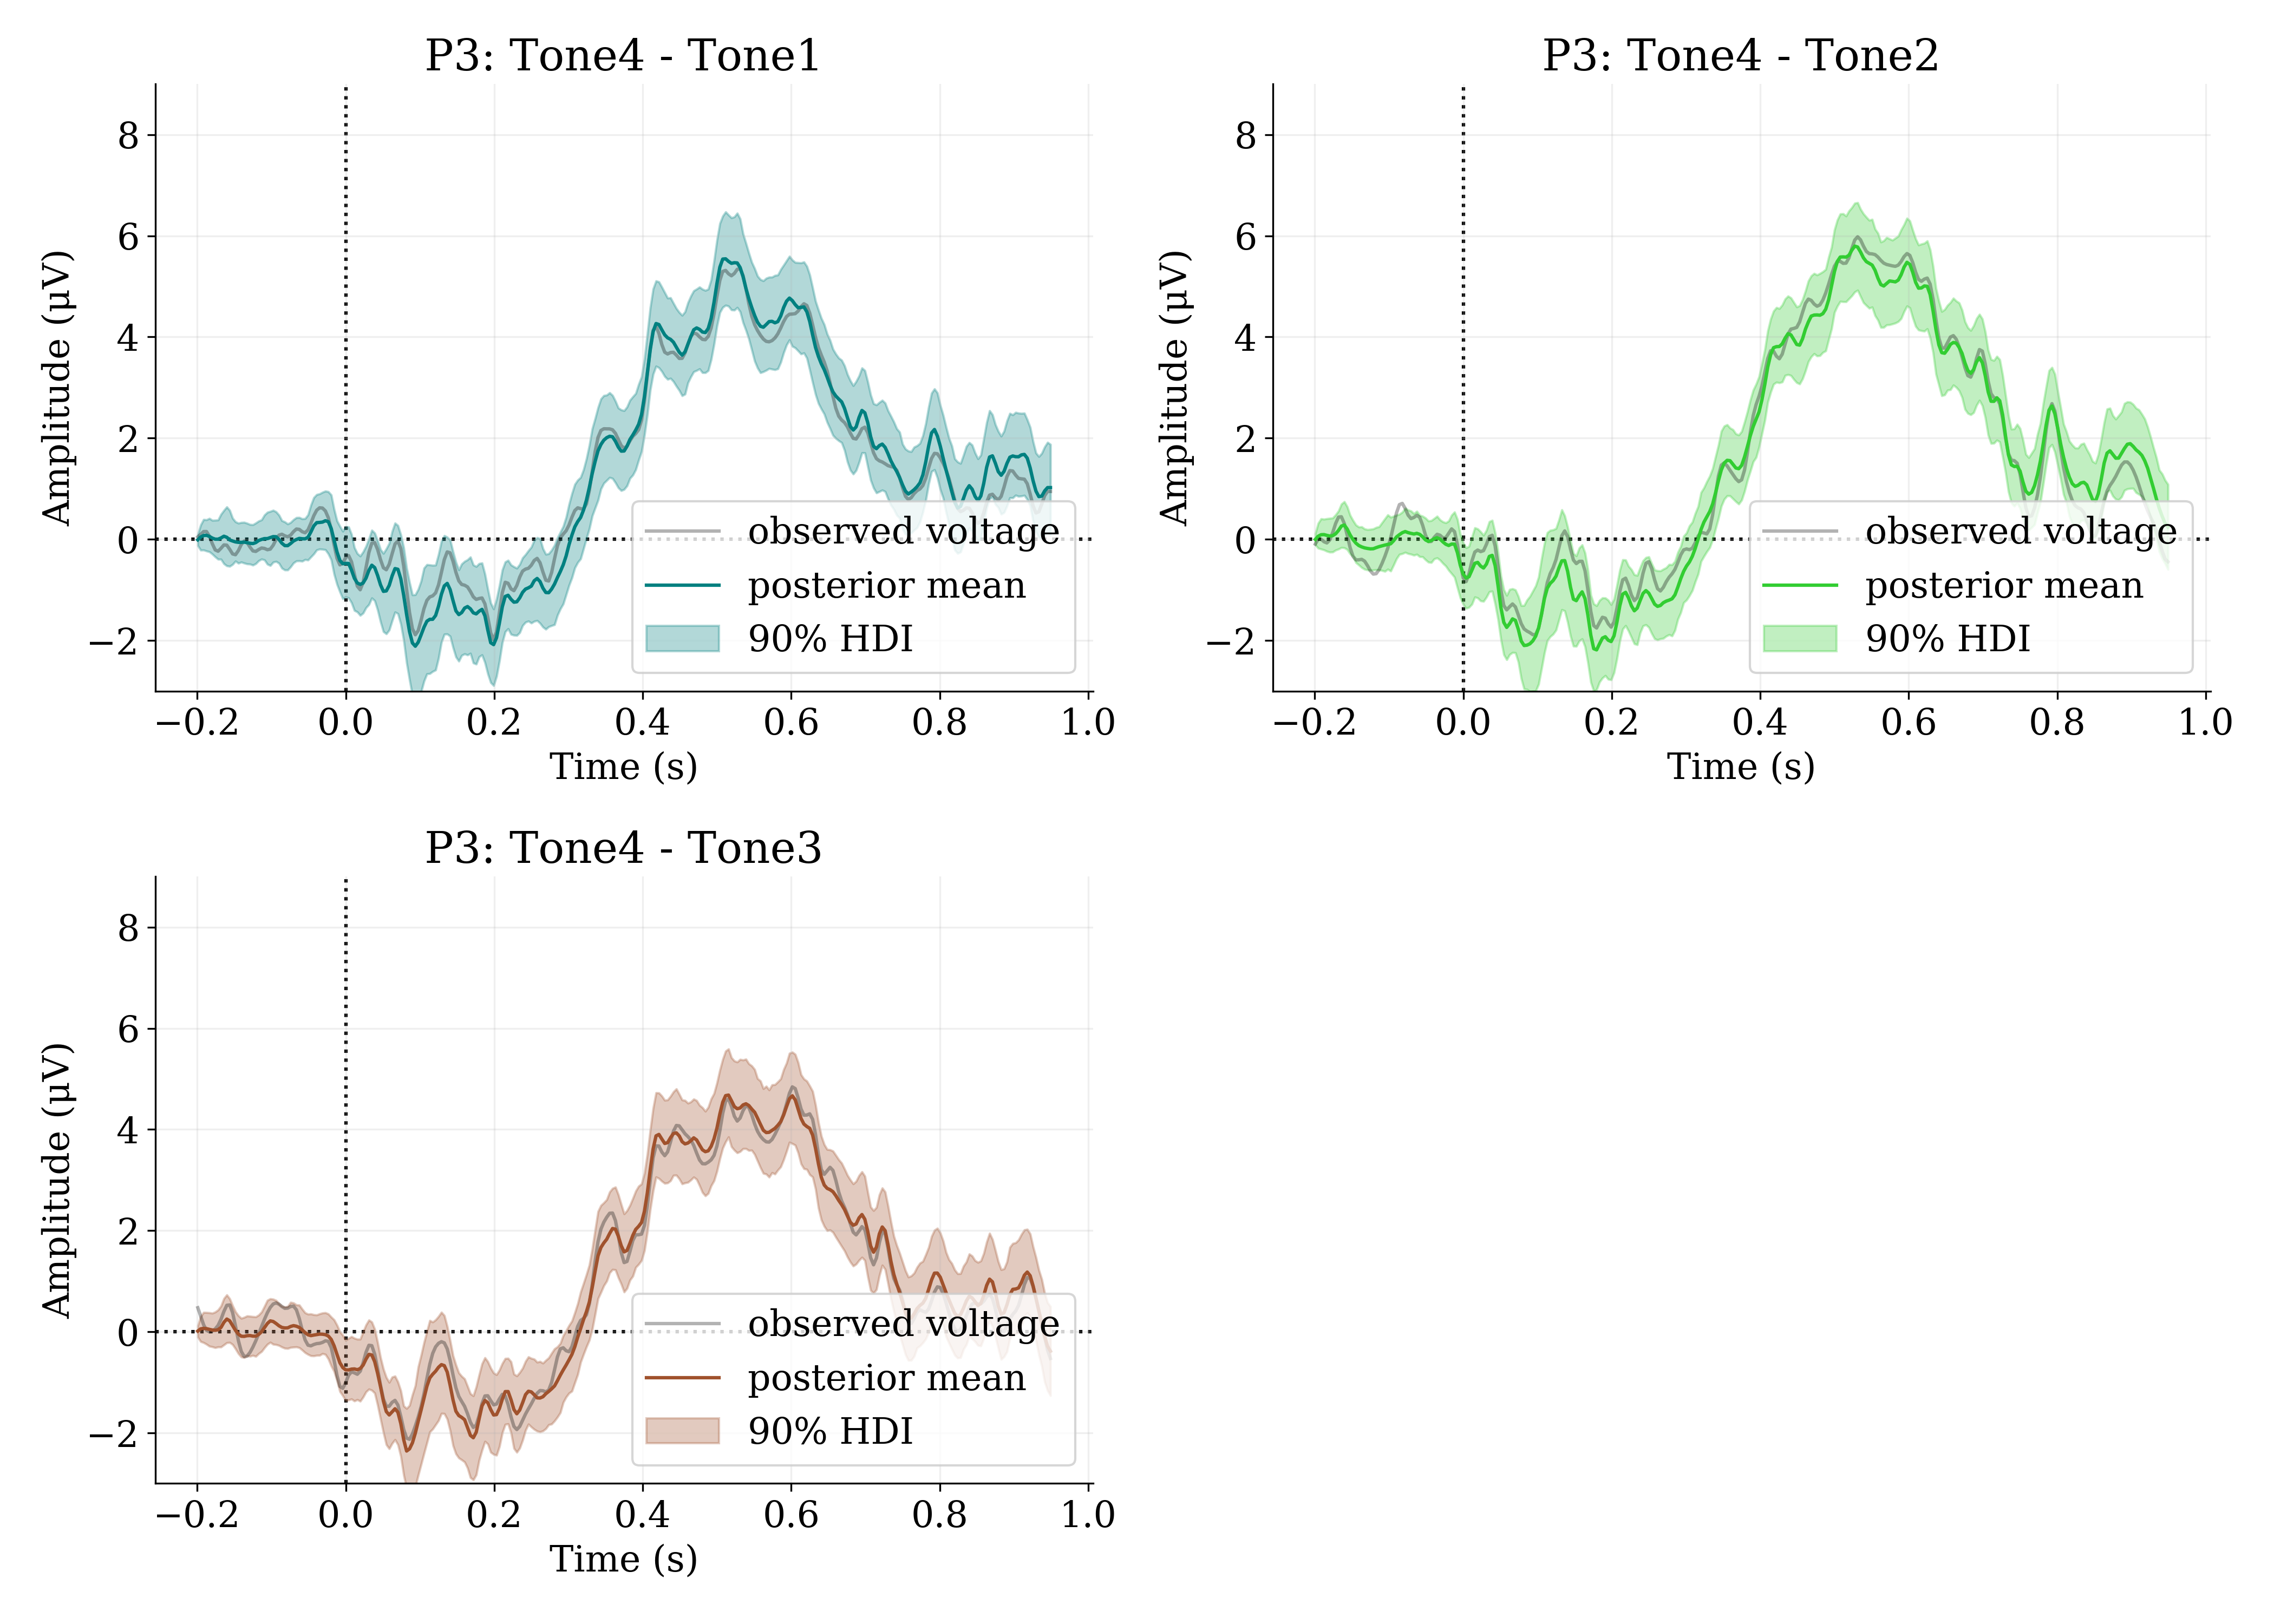 P3: Tone4 - Tone1
Amplitude (μV)
8
6
4
2
0
−2
observed voltage
posterior mean
90% HDI
−0.2 0.0 0.2 0.4 0.6 0.8 1.0
Time (s)
P3: Tone4 - Tone2
Amplitude (μV)
8
6
4
2
0
−2
observed voltage
posterior mean
90% HDI
−0.2 0.0 0.2 0.4 0.6 0.8 1.0
Time (s)
P3: Tone4 - Tone3
Amplitude (μV)
8
6
4
2
0
−2
observed voltage
posterior mean
90% HDI
−0.2 0.0 0.2 0.4 0.6 0.8 1.0
Time (s)